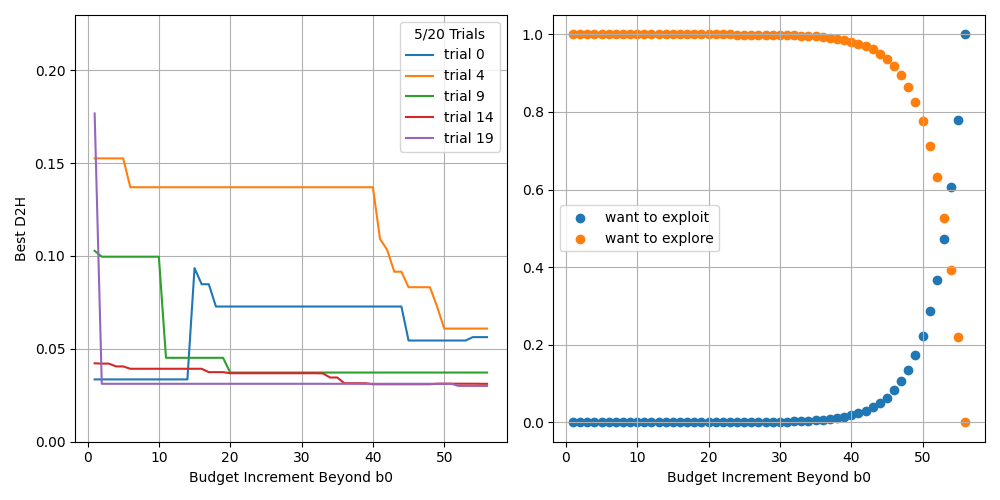 Best D2H
0.20
0.15
0.10
0.05
0.00
5/20 Trials
trial 0
trial 4
trial 9
trial 14
trial 19
0 10 20 30 40 50
Budget Increment Beyond b0
1.0
0.8
0.6
0.4
0.2
0.0
want to exploit
want to explore
0 10 20 30 40 50
Budget Increment Beyond b0